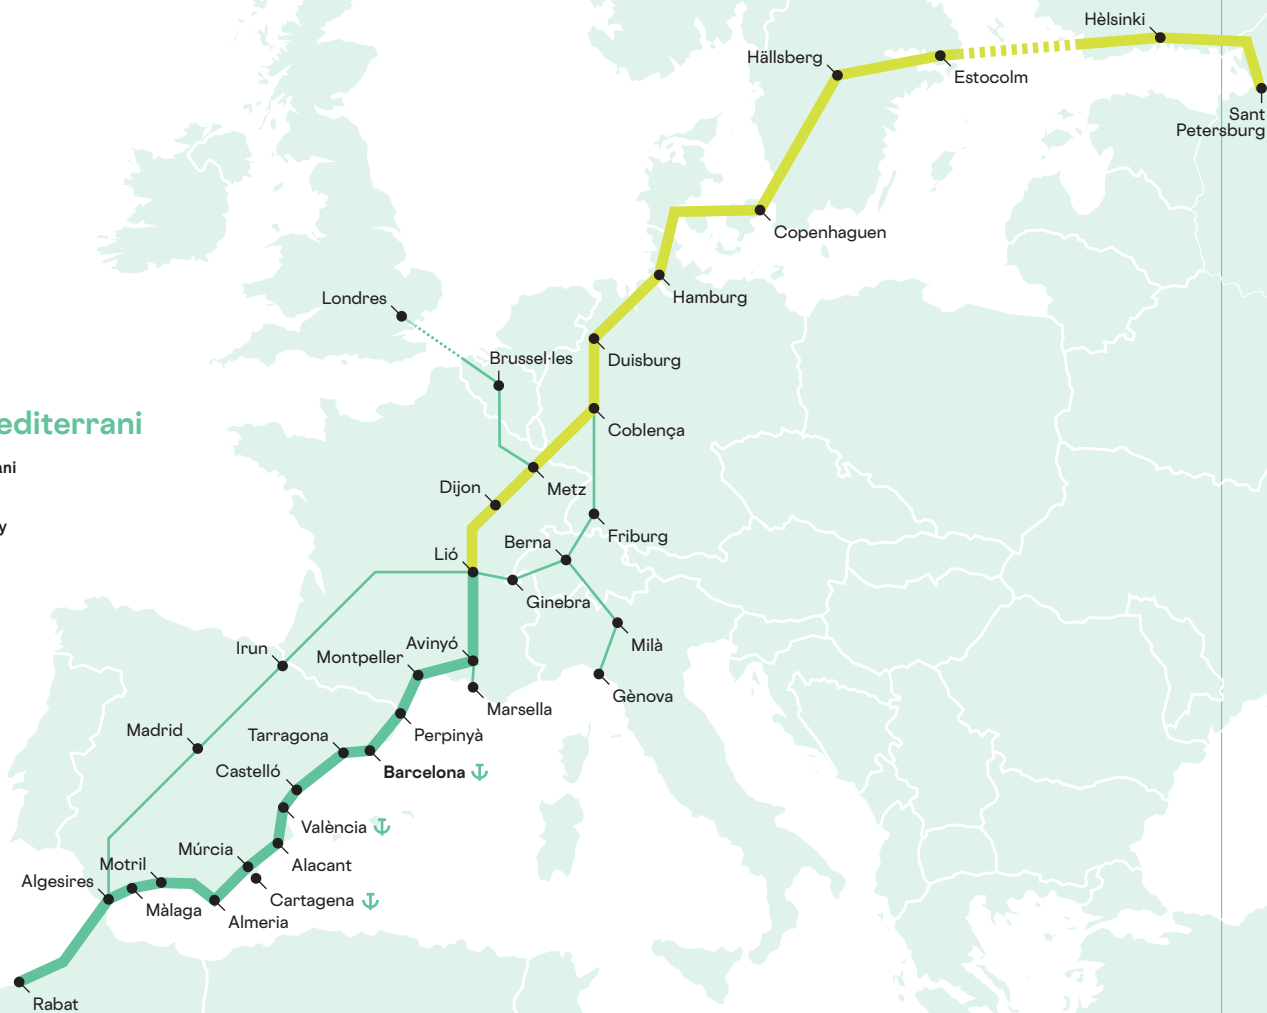 Hèlsinki
Hällsberg
Estocolm
Sant
Petersburg
Copenhaguen
Londres
Hamburg
Brussel·les
Duisburg
editerrani
Coblença
ani
Dijon
Metz
y
Berna
Friburg
Lió
Ginebra
Irun
Avinyó
Milà
Montpeller
Gènova
Marsella
Madrid
Tarragona
Perpinyà
Castelló
Barcelona
València
Múrcia
Motril
Alacant
Algesires
Cartagena
Màlaga
Almeria
Rabat